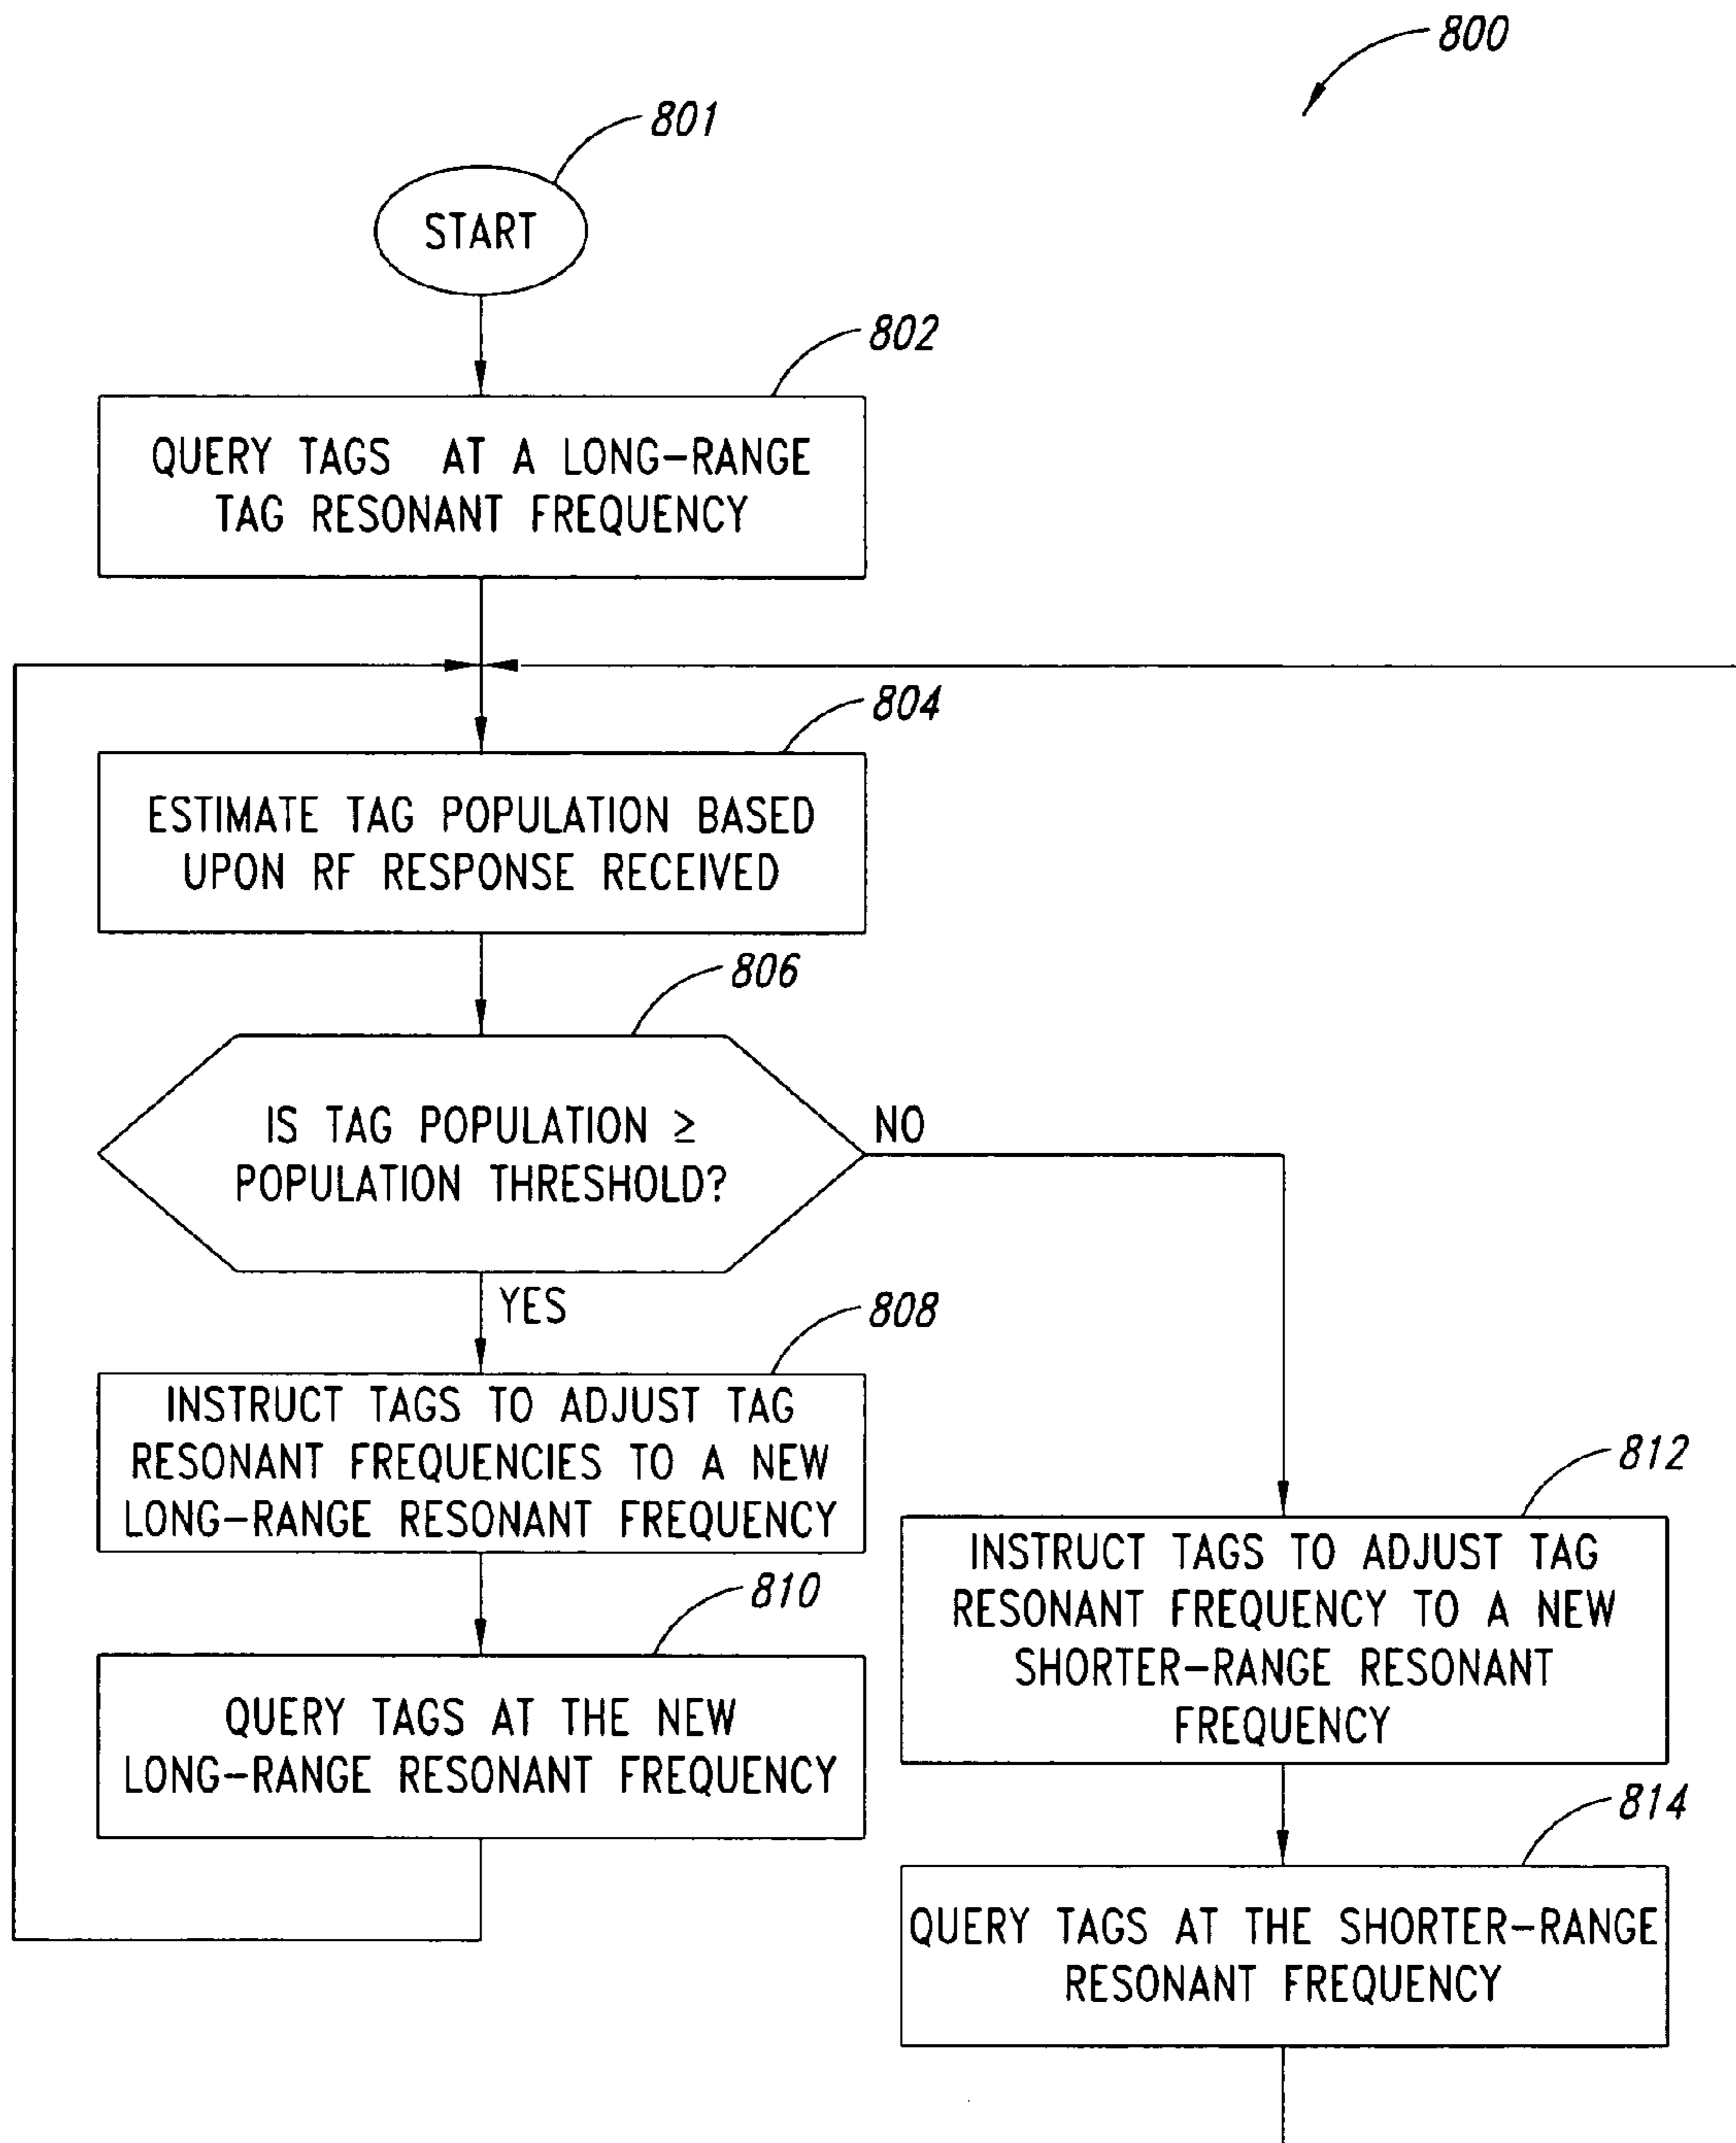 800
801
START
802
QUERY TAGS AT A LONG-RANGE
TAG RESONANT FREQUENCY
804
ESTIMATE TAG POPULATION BASED
UPON RF RESPONSE RECEIVED
806
IS TAG POPULATION ≥
POPULATION THRESHOLD?
NO
YES
808
INSTRUCT TAGS TO ADJUST TAG
RESONANT FREQUENCIES TO A NEW
LONG-RANGE RESONANT FREQUENCY
810
QUERY TAGS AT THE NEW
LONG-RANGE RESONANT FREQUENCY
812
INSTRUCT TAGS TO ADJUST TAG
RESONANT FREQUENCY TO A NEW
SHORTER-RANGE RESONANT
FREQUENCY
814
QUERY TAGS AT THE SHORTER-RANGE
RESONANT FREQUENCY